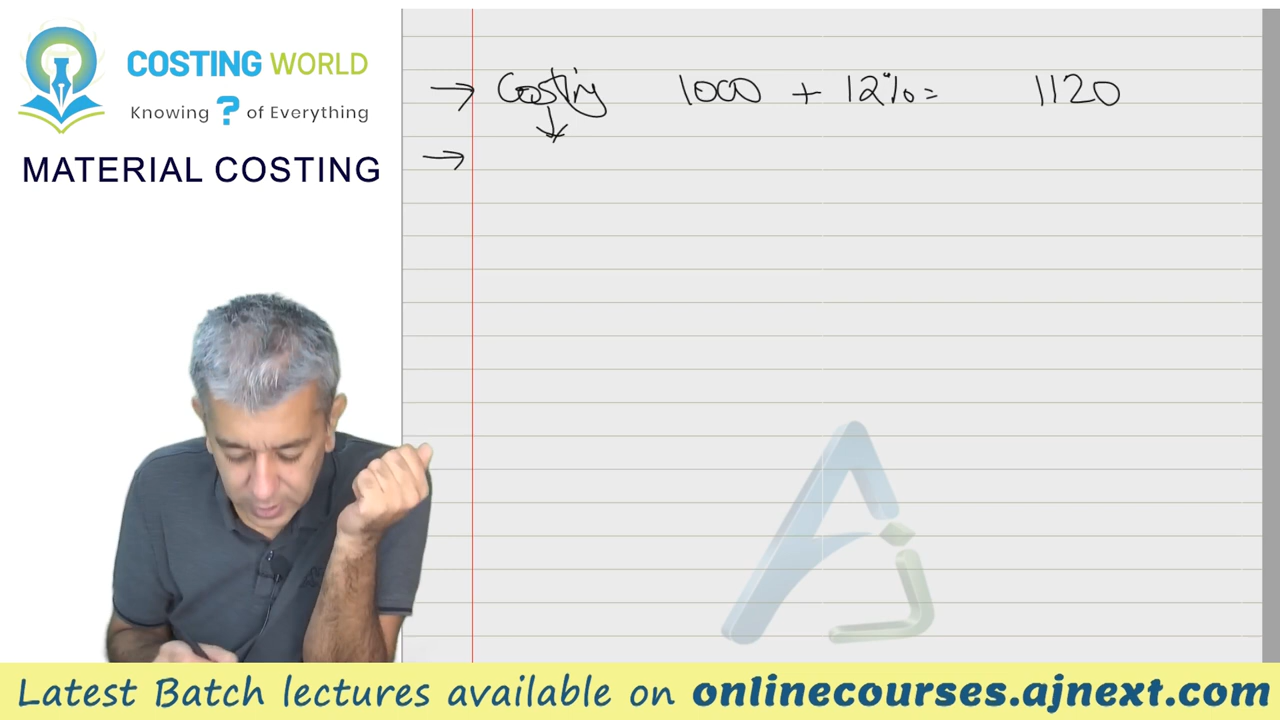 COSTING WORLD
Knowing ? of Everything
MATERIAL COSTING
→ Costing 1000 + 12% = 1120
↓
→
Latest Batch lectures available on onlinecourses.ajnext.com